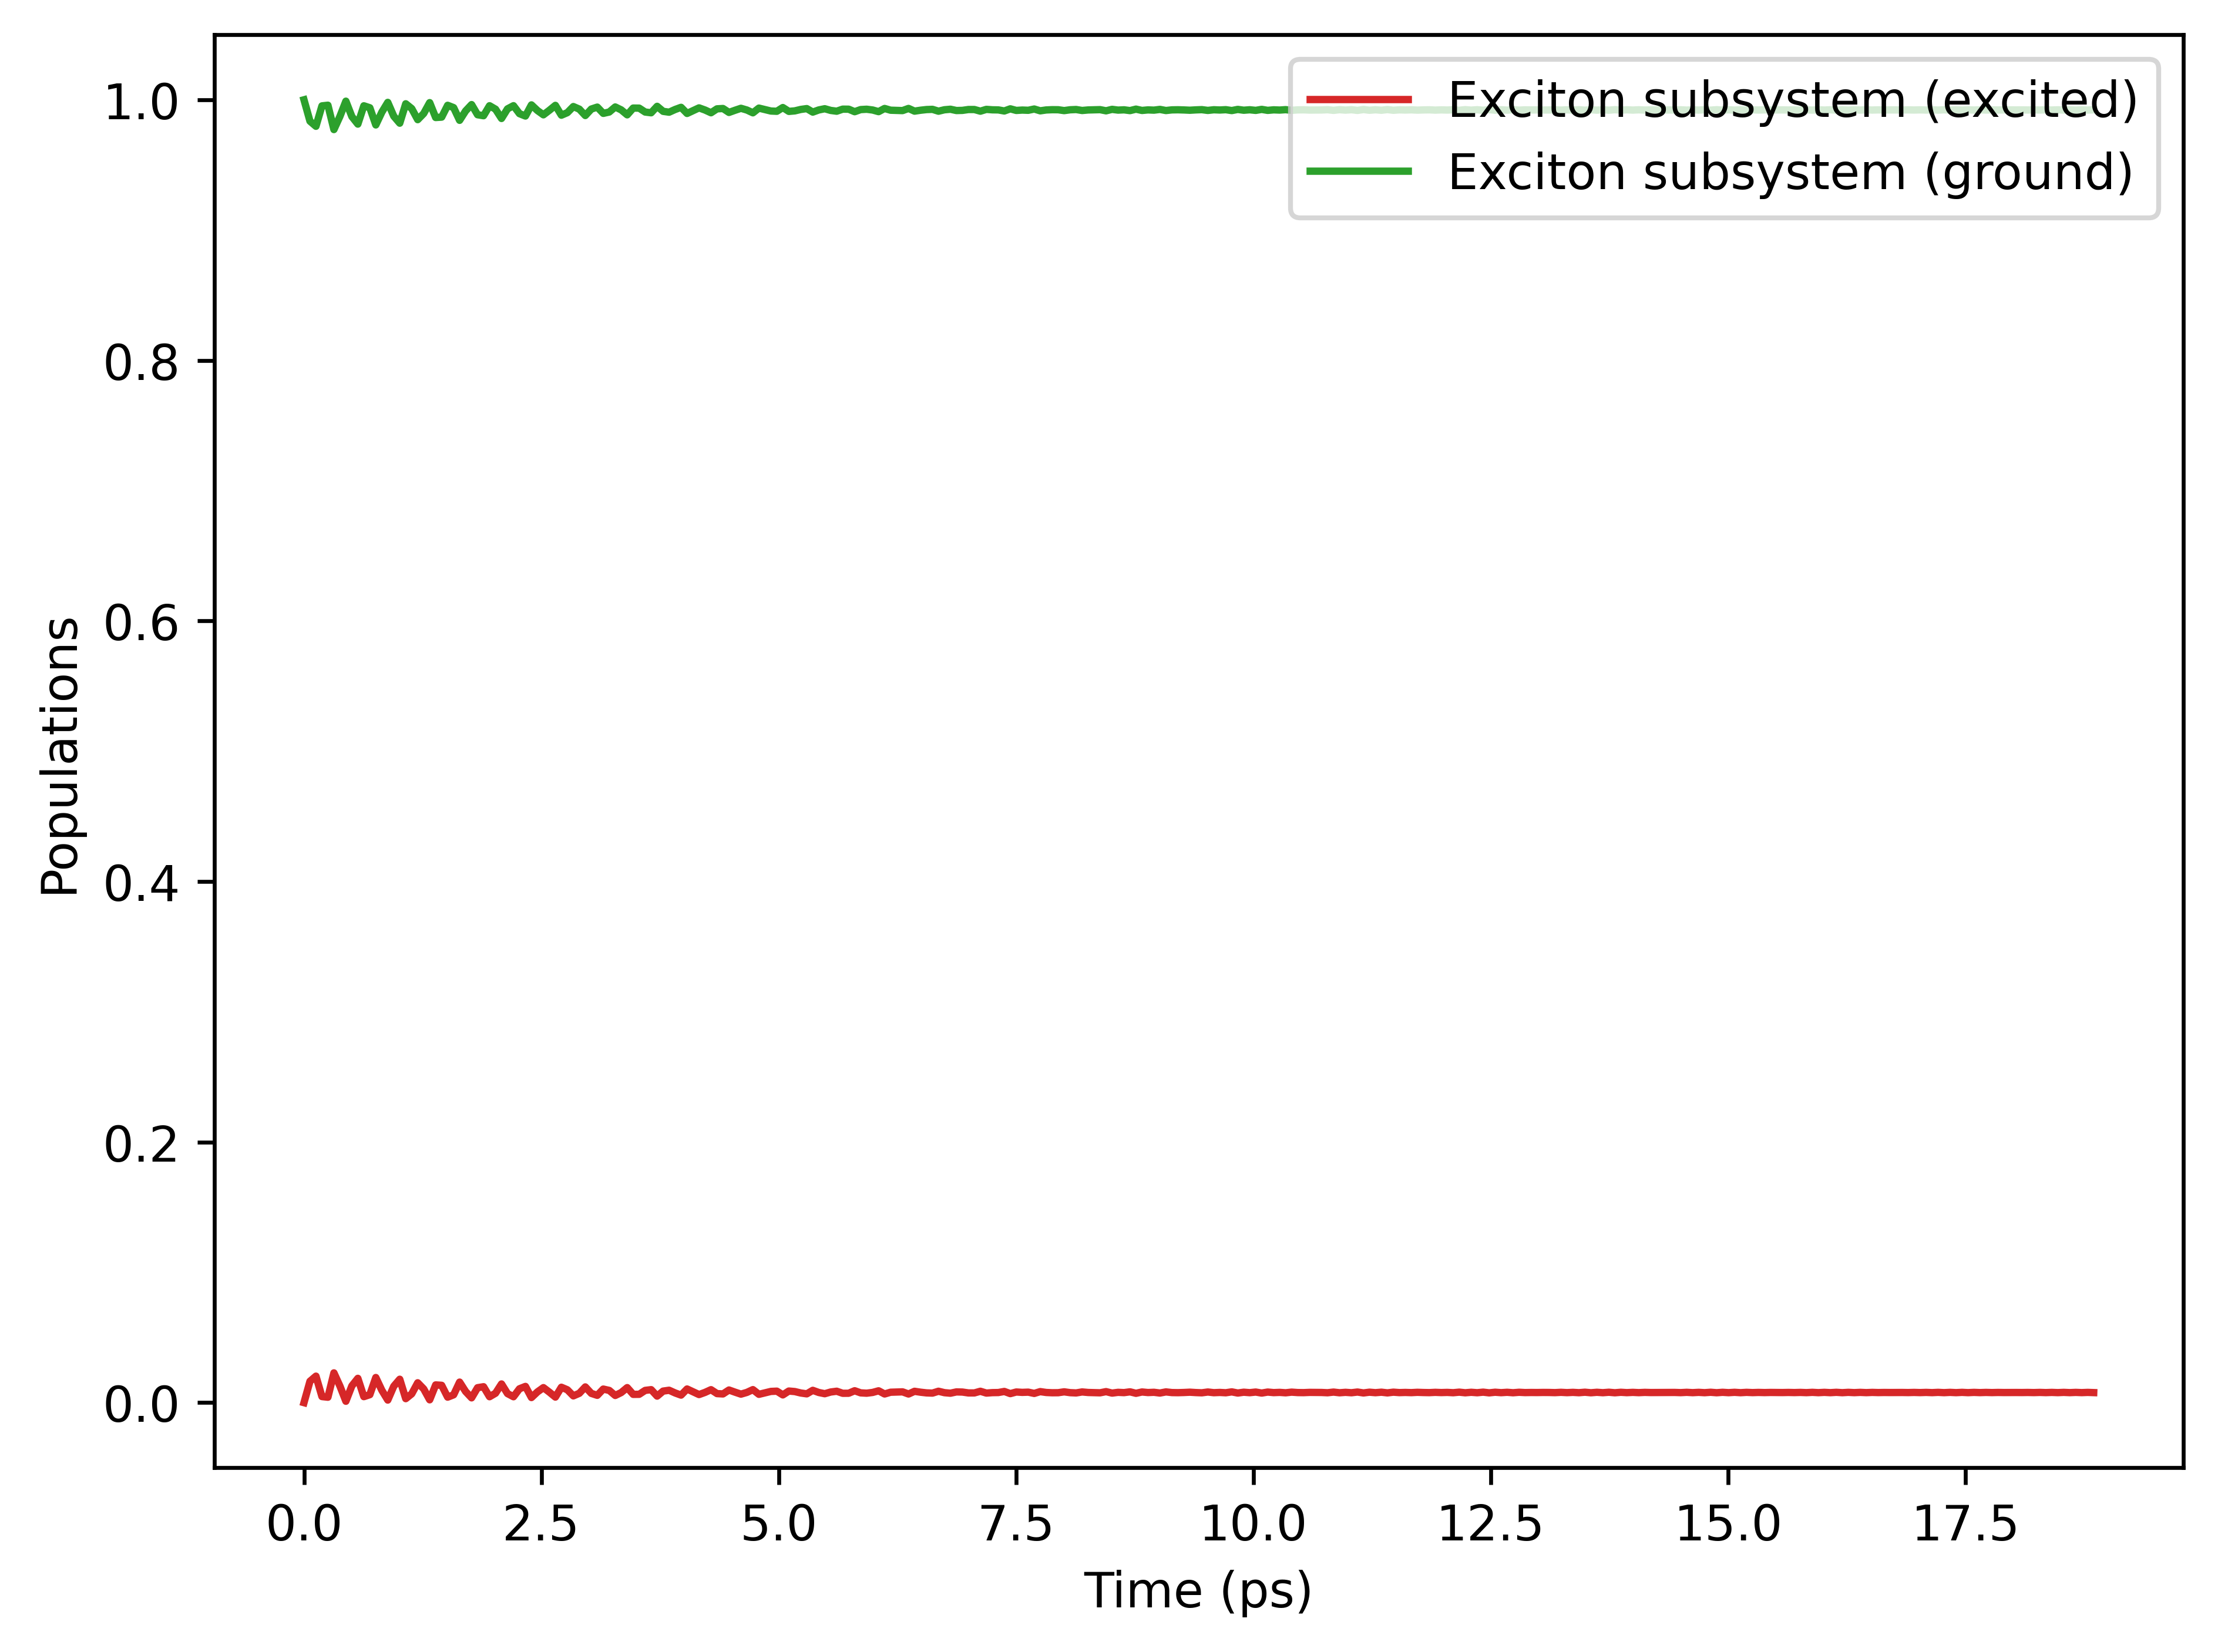 Exciton subsystem (excited)
Exciton subsystem (ground)
1.0
0.8
0.6
0.4
0.2
0.0
Populations
0.0 2.5 5.0 7.5 10.0 12.5 15.0 17.5
Time (ps)